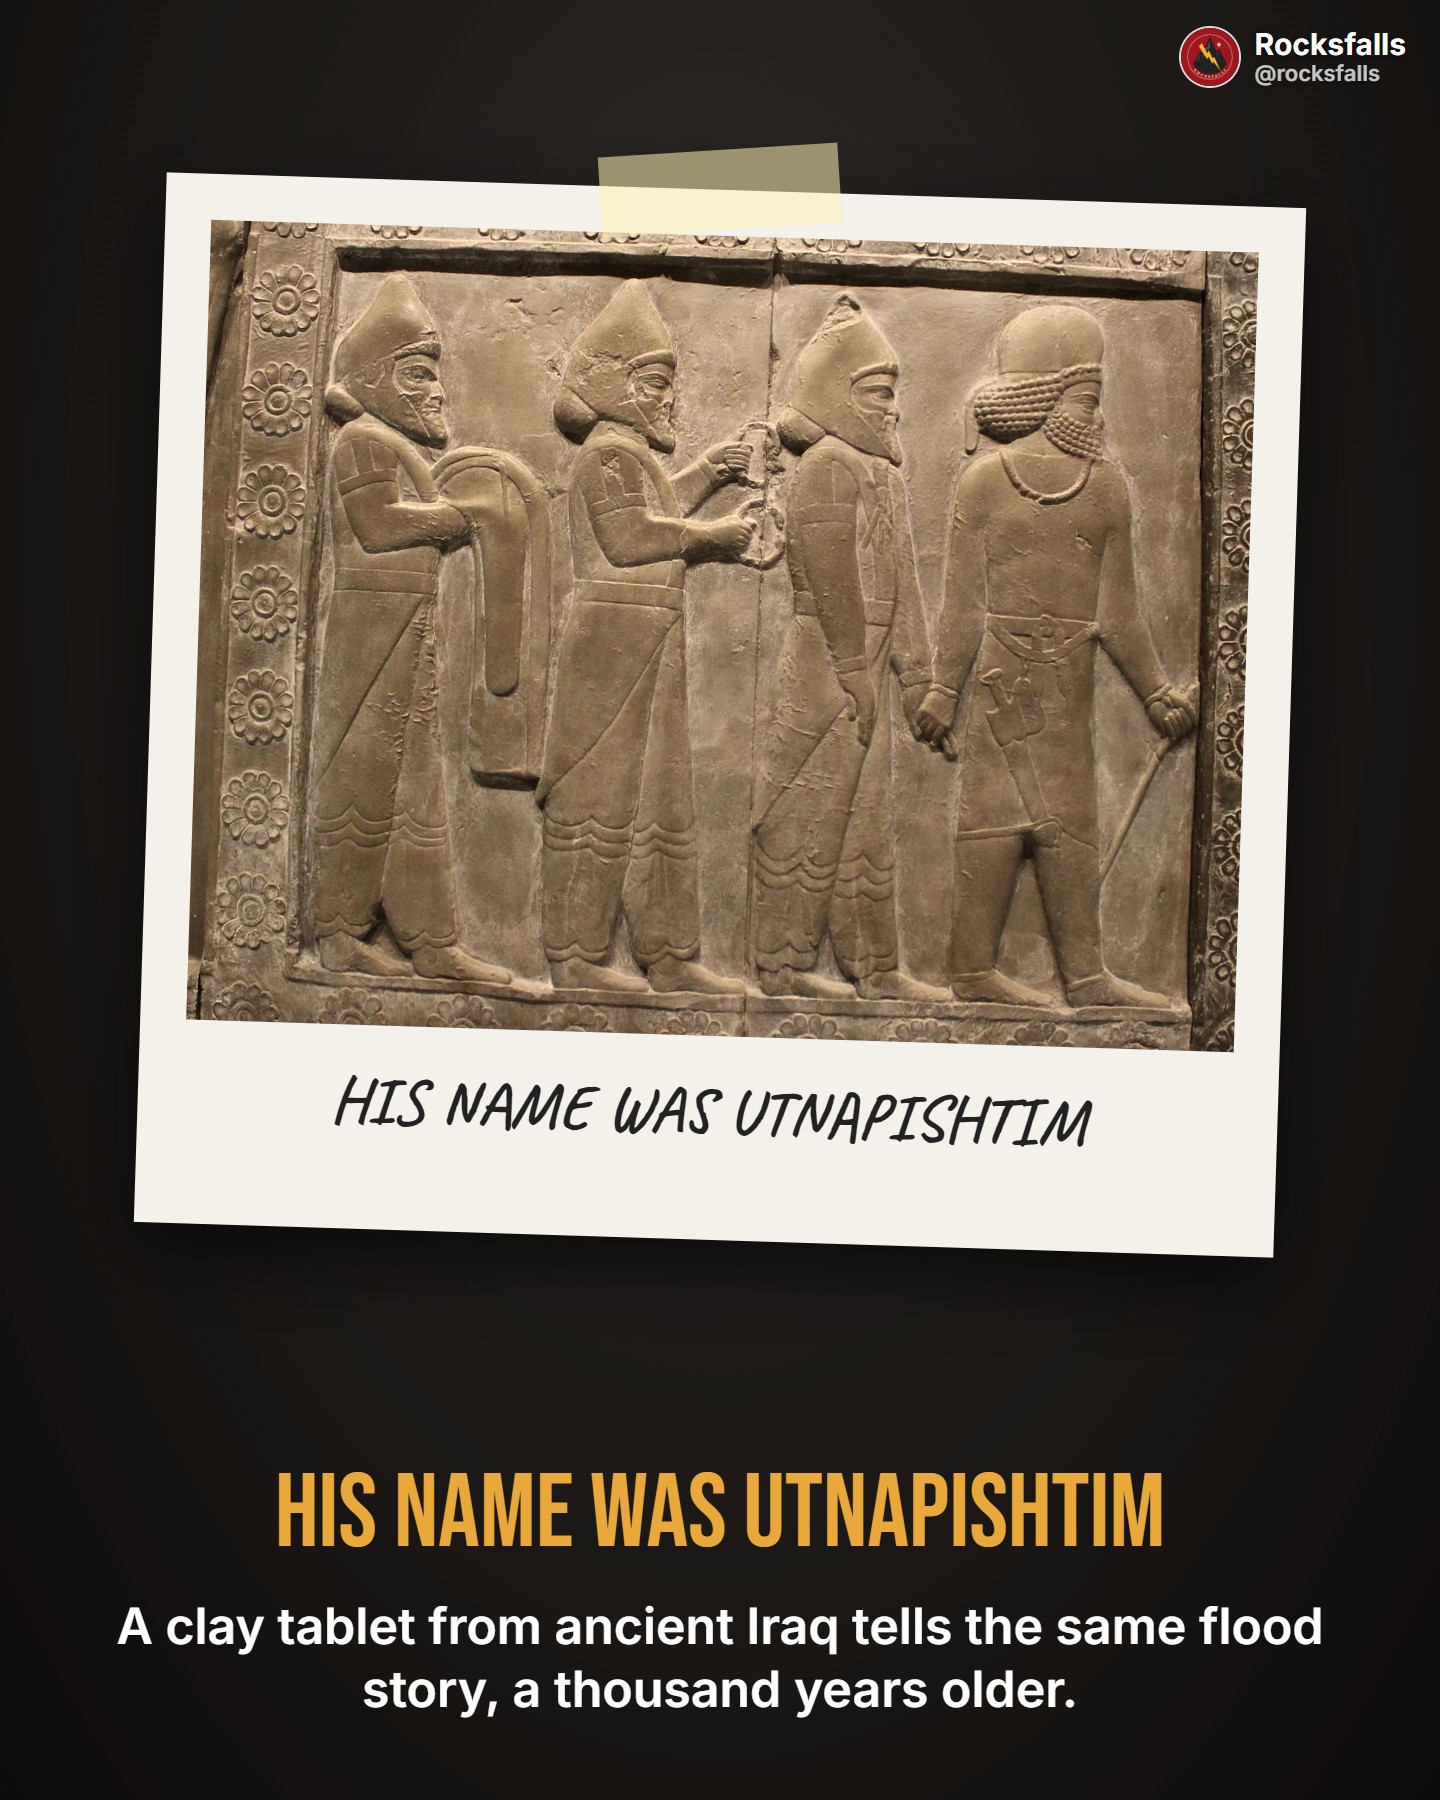 Rocksfalls
@rocksfalls
HIS NAME WAS UTNAPISHTIM
HIS NAME WAS UTNAPISHTIM
A clay tablet from ancient Iraq tells the same flood
story, a thousand years older.